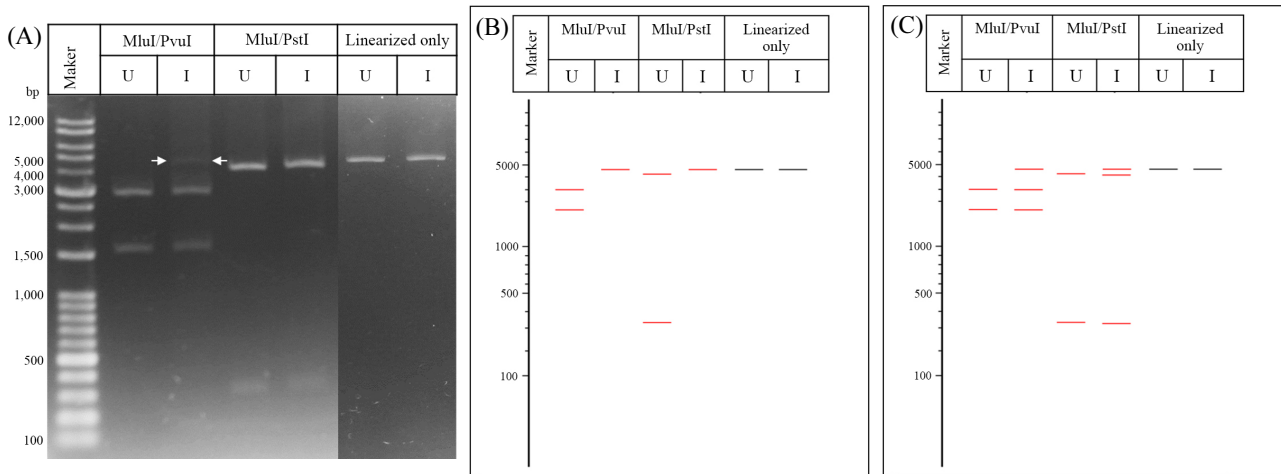 (A)
Maker
MluI/PvuI
MluI/PstI
Linearized only
U
I
U
I
U
I
bp
12,000
5,000
4,000
3,000
1,500
1,000
500
100
(B)
Marker
MluI/PvuI
MluI/PstI
Linearized
only
U
I
U
I
U
I
5000
1000
500
100
(C)
Marker
MluI/PvuI
MluI/PstI
Linearized
only
U
I
U
I
U
I
5000
1000
500
100